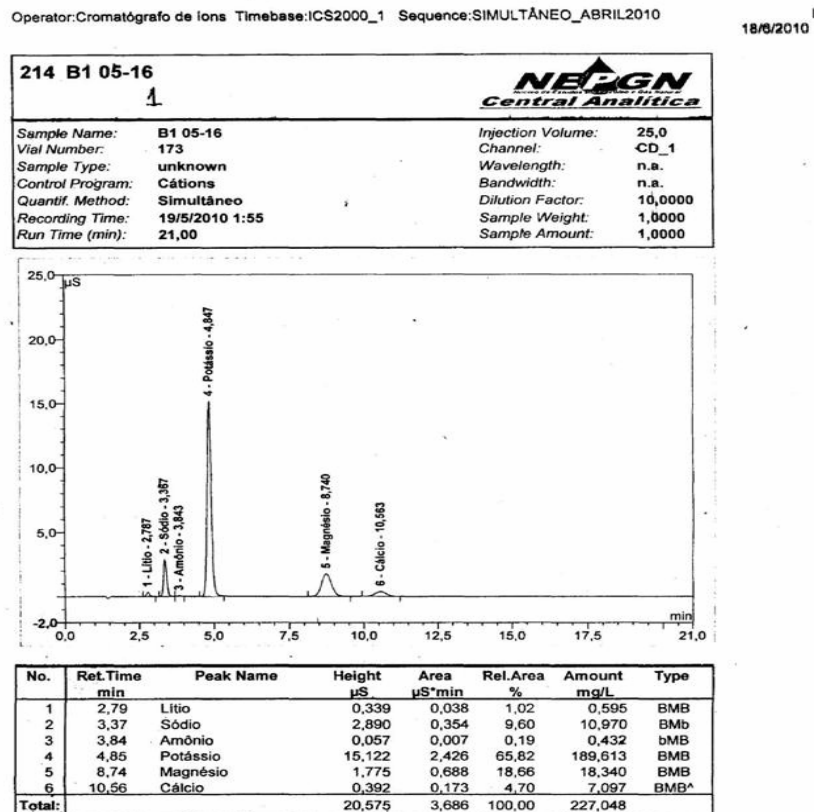 Operator:Cromatógrafo de íons Timebase:ICS2000_1 Sequence:SIMULTÂNEO_ABRIL2010
18/6/2010
214 B1 05-16
1
NEPGN
Central Analítica
Sample Name: B1 05-16 Injection Volume: 25,0
Vial Number: 173 Channel: CD_1
Sample Type: unknown Wavelength: n.a.
Control Program: Cátions Bandwidth: n.a.
Quantif. Method: Simultâneo Dilution Factor: 10,0000
Recording Time: 19/5/2010 1:55 Sample Weight: 1,0000
Run Time (min): 21,00 Sample Amount: 1,0000
25,0 µS
20,0
15,0
10,0
5,0
-2,0
1 - Lítio - 2,787
2 - Sódio - 3,367
3 - Amônio - 3,843
4 - Potássio - 4,847
5 - Magnésio - 8,740
6 - Cálcio - 10,563
min
0,0 2,5 5,0 7,5 10,0 12,5 15,0 17,5 21,0
No. Ret.Time Peak Name Height Area Rel.Area Amount Type
min µS µS*min % mg/L
1 2,79 Lítio 0,339 0,038 1,02 0,595 BMB
2 3,37 Sódio 2,890 0,354 9,60 10,970 BMb
3 3,84 Amônio 0,057 0,007 0,19 0,432 bMB
4 4,85 Potássio 15,122 2,426 65,82 189,613 BMB
5 8,74 Magnésio 1,775 0,688 18,66 18,340 BMB
6 10,56 Cálcio 0,392 0,173 4,70 7,097 BMB^
Total: 20,575 3,686 100,00 227,048